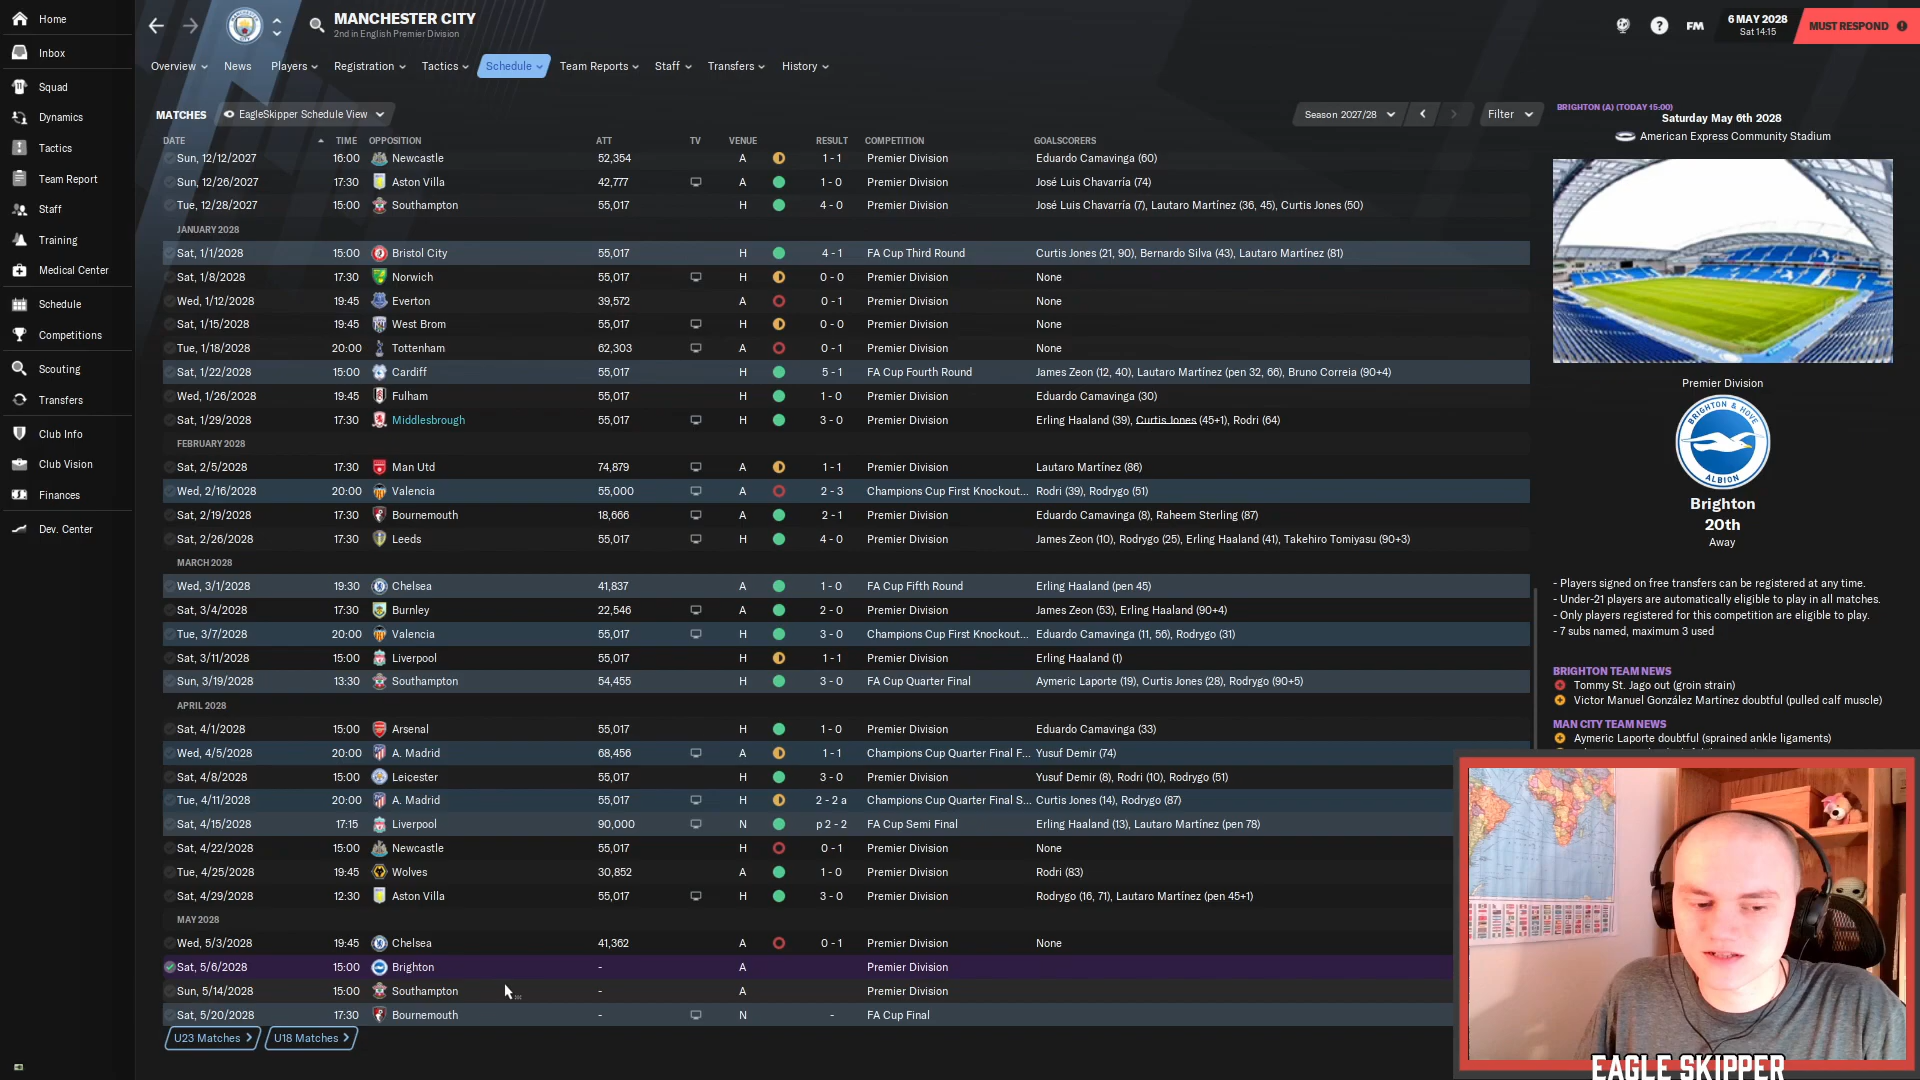 Home
Inbox
Squad
Dynamics
Tactics
Team Report
Staff
Training
Medical Center
Schedule
Competitions
Scouting
Transfers
Club Info
Club Vision
Finances
Dev. Center
MANCHESTER CITY
2nd in English Premier Division
FM
6 MAY 2028
Sat 14:15
MUST RESPOND
Overview News Players Registration Tactics Schedule Team Reports Staff Transfers History
MATCHES EagleSkipper Schedule View Season 2027/28 Filter
DATE TIME OPPOSITION ATT TV VENUE RESULT COMPETITION GOALSCORERS
Sun, 12/12/2027 16:00 Newcastle 52,354 A 1 - 1 Premier Division Eduardo Camavinga (60)
Sun, 12/26/2027 17:30 Aston Villa 42,777 A 1 - 0 Premier Division José Luis Chavarría (74)
Tue, 12/28/2027 15:00 Southampton 55,017 H 4 - 0 Premier Division José Luis Chavarría (7), Lautaro Martínez (36, 45), Curtis Jones (50)
JANUARY 2028
Sat, 1/1/2028 15:00 Bristol City 55,017 H 4 - 1 FA Cup Third Round Curtis Jones (21, 90), Bernardo Silva (43), Lautaro Martínez (81)
Sat, 1/8/2028 17:30 Norwich 55,017 H 0 - 0 Premier Division None
Wed, 1/12/2028 19:45 Everton 39,572 A 0 - 1 Premier Division None
Sat, 1/15/2028 19:45 West Brom 55,017 H 0 - 0 Premier Division None
Tue, 1/18/2028 20:00 Tottenham 62,303 A 0 - 1 Premier Division None
Sat, 1/22/2028 15:00 Cardiff 55,017 H 5 - 1 FA Cup Fourth Round James Zeon (12, 40), Lautaro Martínez (pen 32, 66), Bruno Correia (90+4)
Wed, 1/26/2028 19:45 Fulham 55,017 H 1 - 0 Premier Division Eduardo Camavinga (30)
Sat, 1/29/2028 17:30 Middlesbrough 55,017 H 3 - 0 Premier Division Erling Haaland (39), Curtis Jones (45+1), Rodri (64)
FEBRUARY 2028
Sat, 2/5/2028 17:30 Man Utd 74,879 A 1 - 1 Premier Division Lautaro Martínez (86)
Wed, 2/16/2028 20:00 Valencia 55,000 A 2 - 3 Champions Cup First Knockout... Rodri (39), Rodrygo (51)
Sat, 2/19/2028 17:30 Bournemouth 18,666 A 2 - 1 Premier Division Eduardo Camavinga (8), Raheem Sterling (87)
Sat, 2/26/2028 17:30 Leeds 55,017 H 4 - 0 Premier Division James Zeon (10), Rodrygo (25), Erling Haaland (41), Takehiro Tomiyasu (90+3)
MARCH 2028
Wed, 3/1/2028 19:30 Chelsea 41,837 A 1 - 0 FA Cup Fifth Round Erling Haaland (pen 45)
Sat, 3/4/2028 17:30 Burnley 22,546 A 2 - 0 Premier Division James Zeon (53), Erling Haaland (90+4)
Tue, 3/7/2028 20:00 Valencia 55,017 H 3 - 0 Champions Cup First Knockout... Eduardo Camavinga (11, 56), Rodrygo (31)
Sat, 3/11/2028 15:00 Liverpool 55,017 H 1 - 1 Premier Division Erling Haaland (1)
Sun, 3/19/2028 13:30 Southampton 54,455 H 3 - 0 FA Cup Quarter Final Aymeric Laporte (19), Curtis Jones (28), Rodrygo (90+5)
APRIL 2028
Sat, 4/1/2028 15:00 Arsenal 55,017 H 1 - 0 Premier Division Eduardo Camavinga (33)
Wed, 4/5/2028 20:00 A. Madrid 68,456 A 1 - 1 Champions Cup Quarter Final F... Yusuf Demir (74)
Sat, 4/8/2028 15:00 Leicester 55,017 H 3 - 0 Premier Division Yusuf Demir (8), Rodri (10), Rodrygo (51)
Tue, 4/11/2028 20:00 A. Madrid 55,017 H 2 - 2 a Champions Cup Quarter Final S... Curtis Jones (14), Rodrygo (87)
Sat, 4/15/2028 17:15 Liverpool 90,000 N p 2 - 2 FA Cup Semi Final Erling Haaland (13), Lautaro Martínez (pen 78)
Sat, 4/22/2028 15:00 Newcastle 55,017 H 0 - 1 Premier Division None
Tue, 4/25/2028 19:45 Wolves 30,852 A 1 - 0 Premier Division Rodri (83)
Sat, 4/29/2028 12:30 Aston Villa 55,017 H 3 - 0 Premier Division Rodrygo (16, 71), Lautaro Martínez (pen 45+1)
MAY 2028
Wed, 5/3/2028 19:45 Chelsea 41,362 A 0 - 1 Premier Division None
Sat, 5/6/2028 15:00 Brighton - A Premier Division
Sun, 5/14/2028 15:00 Southampton - A Premier Division
Sat, 5/20/2028 17:30 Bournemouth - N - FA Cup Final
U23 Matches U18 Matches
BRIGHTON (A) (TODAY 15:00)
Saturday May 6th 2028
American Express Community Stadium
Premier Division
BRIGHTON & HOVE
ALBION
Brighton
20th
Away
- Players signed on free transfers can be registered at any time.
- Under-21 players are automatically eligible to play in all matches.
- Only players registered for this competition are eligible to play.
- 7 subs named, maximum 3 used
BRIGHTON TEAM NEWS
Tommy St. Jago out (groin strain)
Victor Manuel González Martínez doubtful (pulled calf muscle)
MAN CITY TEAM NEWS
Aymeric Laporte doubtful (sprained ankle ligaments)
EAGLE SKIPPER